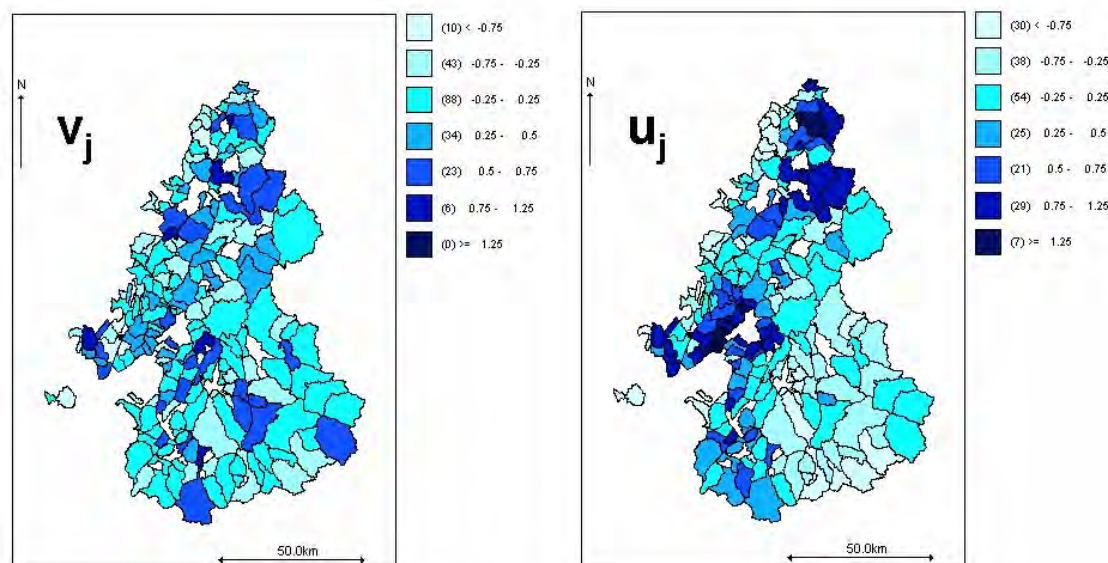 N
v_j
(10) < -0.75
(43) -0.75 - -0.25
(88) -0.25 - 0.25
(34) 0.25 - 0.5
(23) 0.5 - 0.75
(6) 0.75 - 1.25
(0) >= 1.25
50.0km
N
u_j
(30) < -0.75
(38) -0.75 - -0.25
(54) -0.25 - 0.25
(25) 0.25 - 0.5
(21) 0.5 - 0.75
(29) 0.75 - 1.25
(7) >= 1.25
50.0km